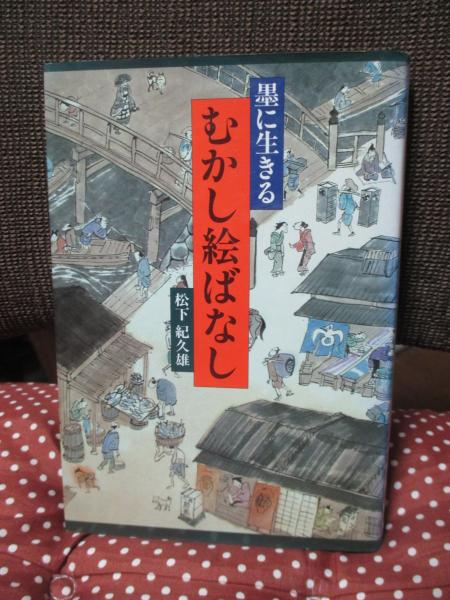 墨に生きる
むかし絵ばなし
松下 紀久雄